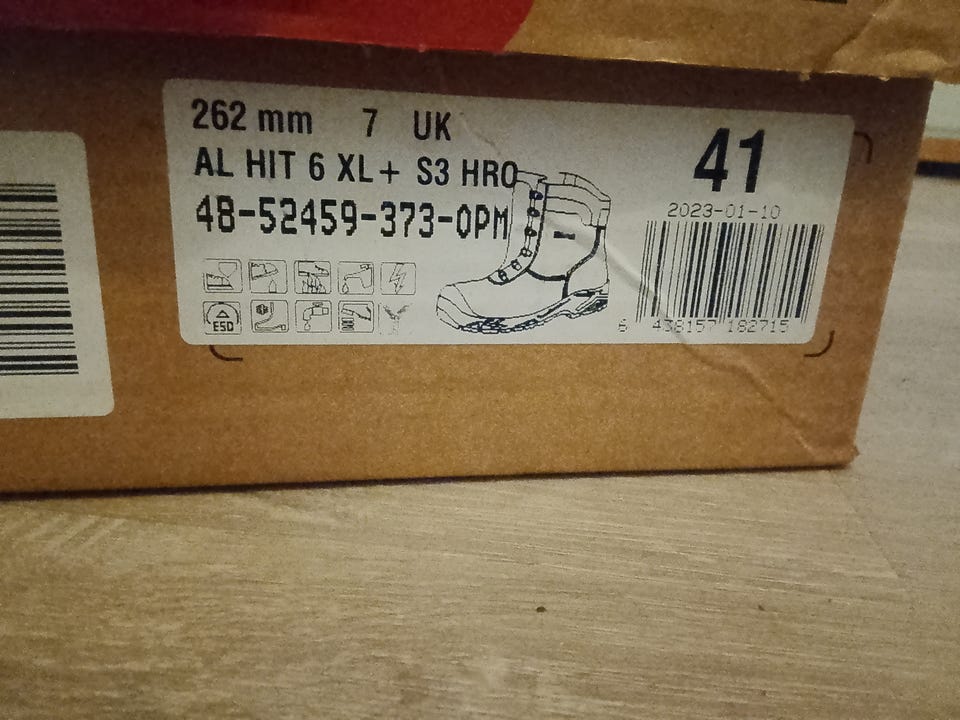 262 mm 7 UK
AL HIT 6 XL+ S3 HRO
48-52459-373-0PM
41
2023-01-10
6 438157 182715
ESD